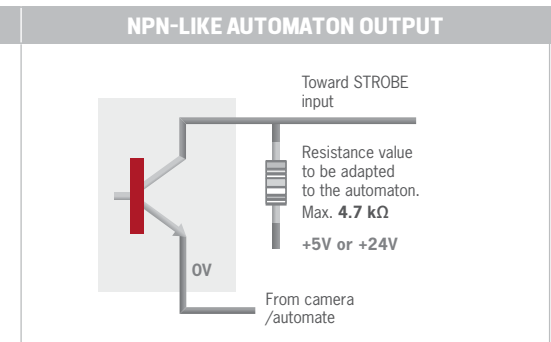 NPN-LIKE AUTOMATON OUTPUT
Toward STROBE
input
Resistance value
to be adapted
to the automaton.
Max. 4.7 kΩ
+5V or +24V
0V
From camera
/automate